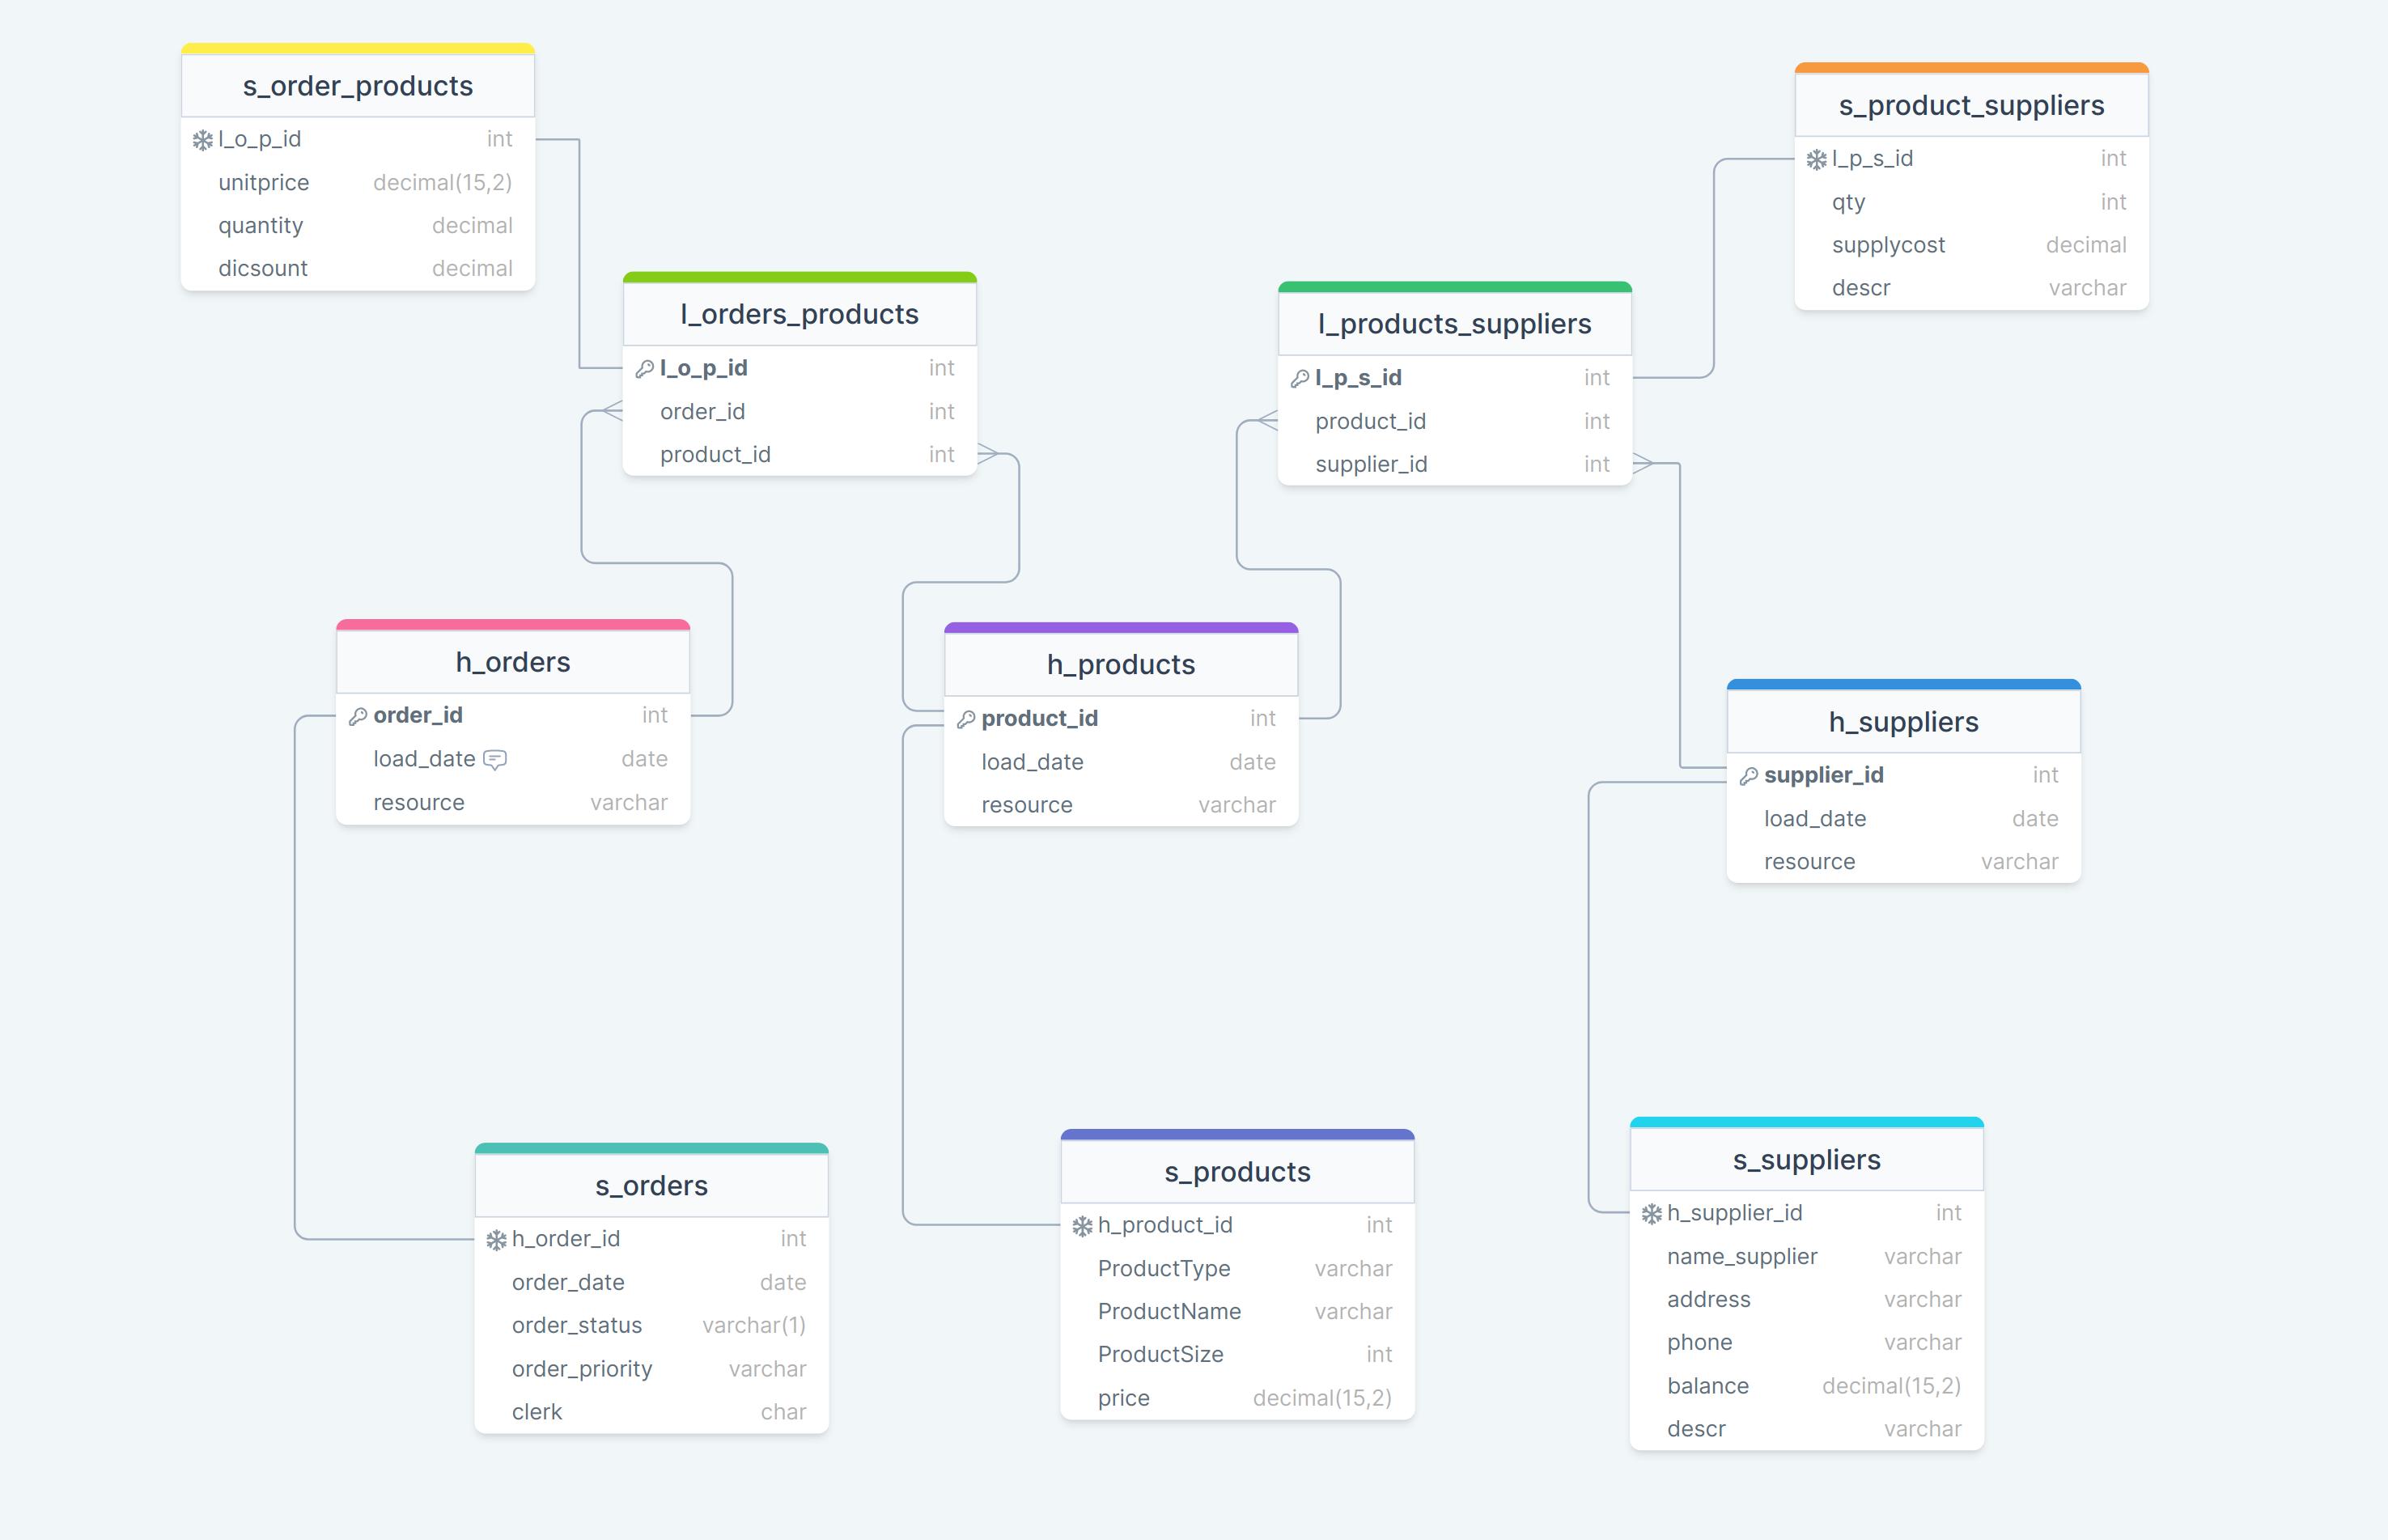 s_order_products
l_o_p_id int
unitprice decimal(15,2)
quantity decimal
dicsount decimal
s_product_suppliers
l_p_s_id int
qty int
supplycost decimal
descr varchar
l_orders_products
l_o_p_id int
order_id int
product_id int
l_products_suppliers
l_p_s_id int
product_id int
supplier_id int
h_orders
order_id int
load_date date
resource varchar
h_products
product_id int
load_date date
resource varchar
h_suppliers
supplier_id int
load_date date
resource varchar
s_orders
h_order_id int
order_date date
order_status varchar(1)
order_priority varchar
clerk char
s_products
h_product_id int
ProductType varchar
ProductName varchar
ProductSize int
price decimal(15,2)
s_suppliers
h_supplier_id int
name_supplier varchar
address varchar
phone varchar
balance decimal(15,2)
descr varchar